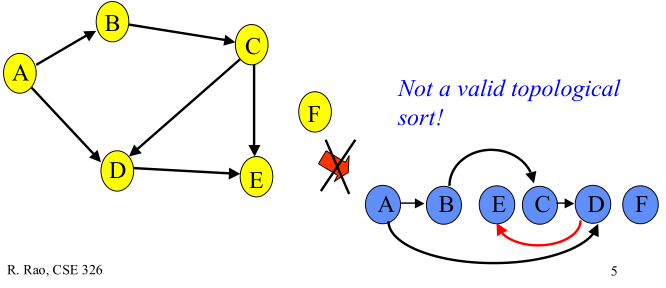 B
C
A
D
E
F
Not a valid topological
sort!
A B E C D F
R. Rao, CSE 326
5